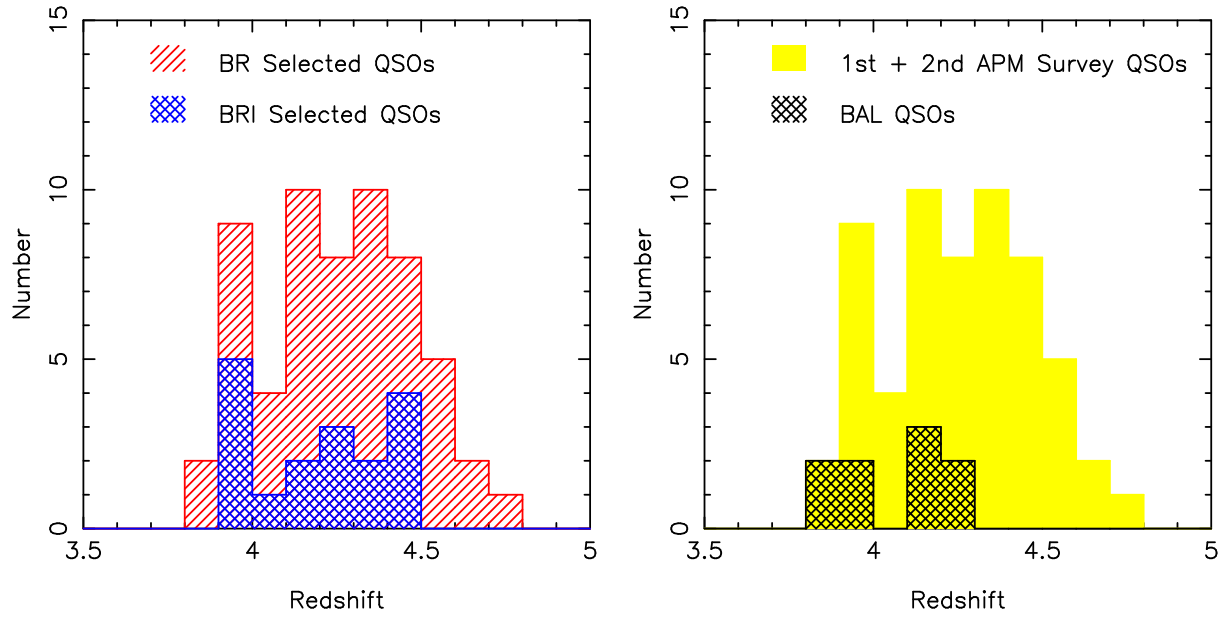 15
10
5
0
Number
BR Selected QSOs
BRI Selected QSOs
3.5 4 4.5 5
Redshift
15
10
5
0
Number
1st + 2nd APM Survey QSOs
BAL QSOs
3.5 4 4.5 5
Redshift